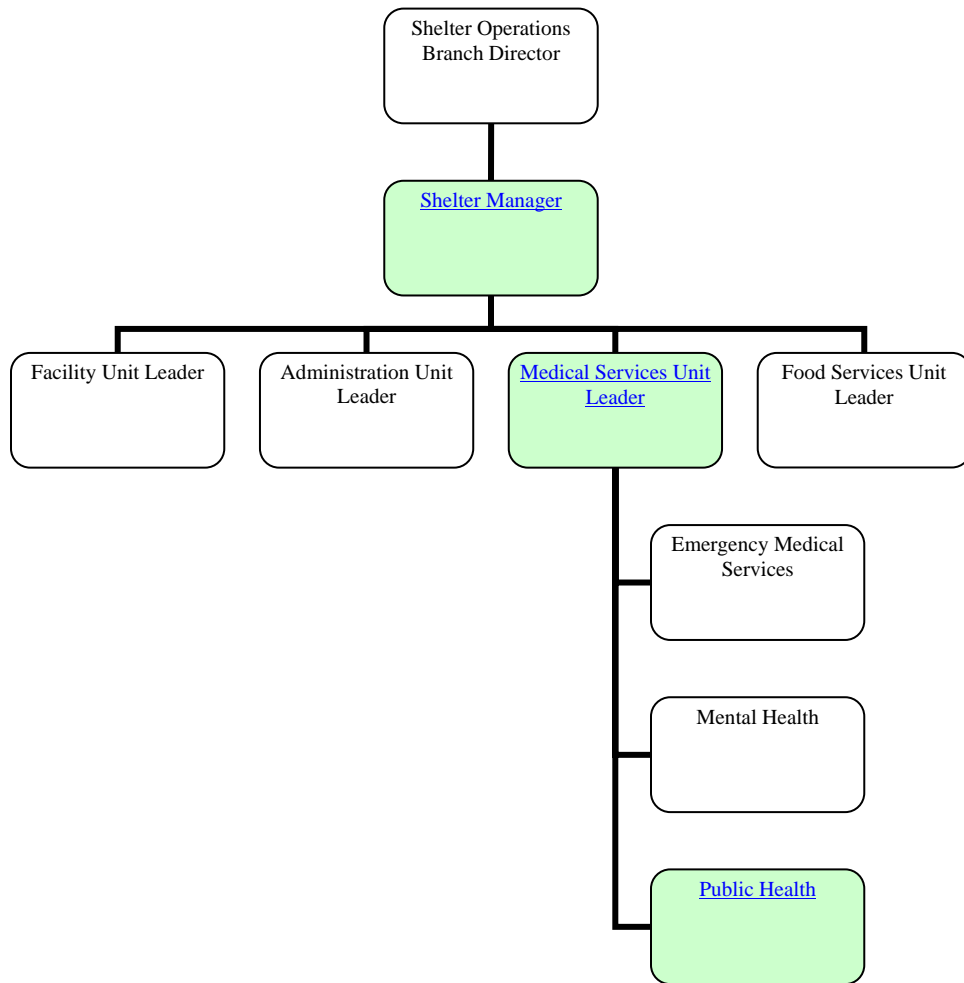 Shelter Operations
Branch Director
Shelter Manager
Facility Unit Leader
Administration Unit
Leader
Medical Services Unit
Leader
Food Services Unit
Leader
Emergency Medical
Services
Mental Health
Public Health